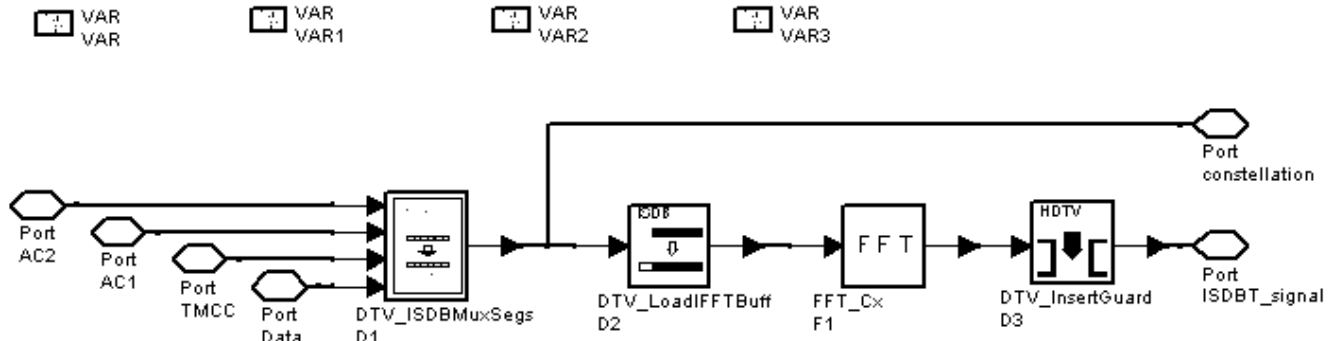 VAR
VAR
VAR
VAR1
VAR
VAR2
VAR
VAR3
Port
constellation
Port
AC2
Port
AC1
Port
TMCC
Port
Data
DTV_ISDBMuxSegs
D1
ISDB
DTV_LoadIFFTBuff
D2
FFT
FFT_Cx
F1
HDTV
DTV_InsertGuard
D3
Port
ISDBT_signal